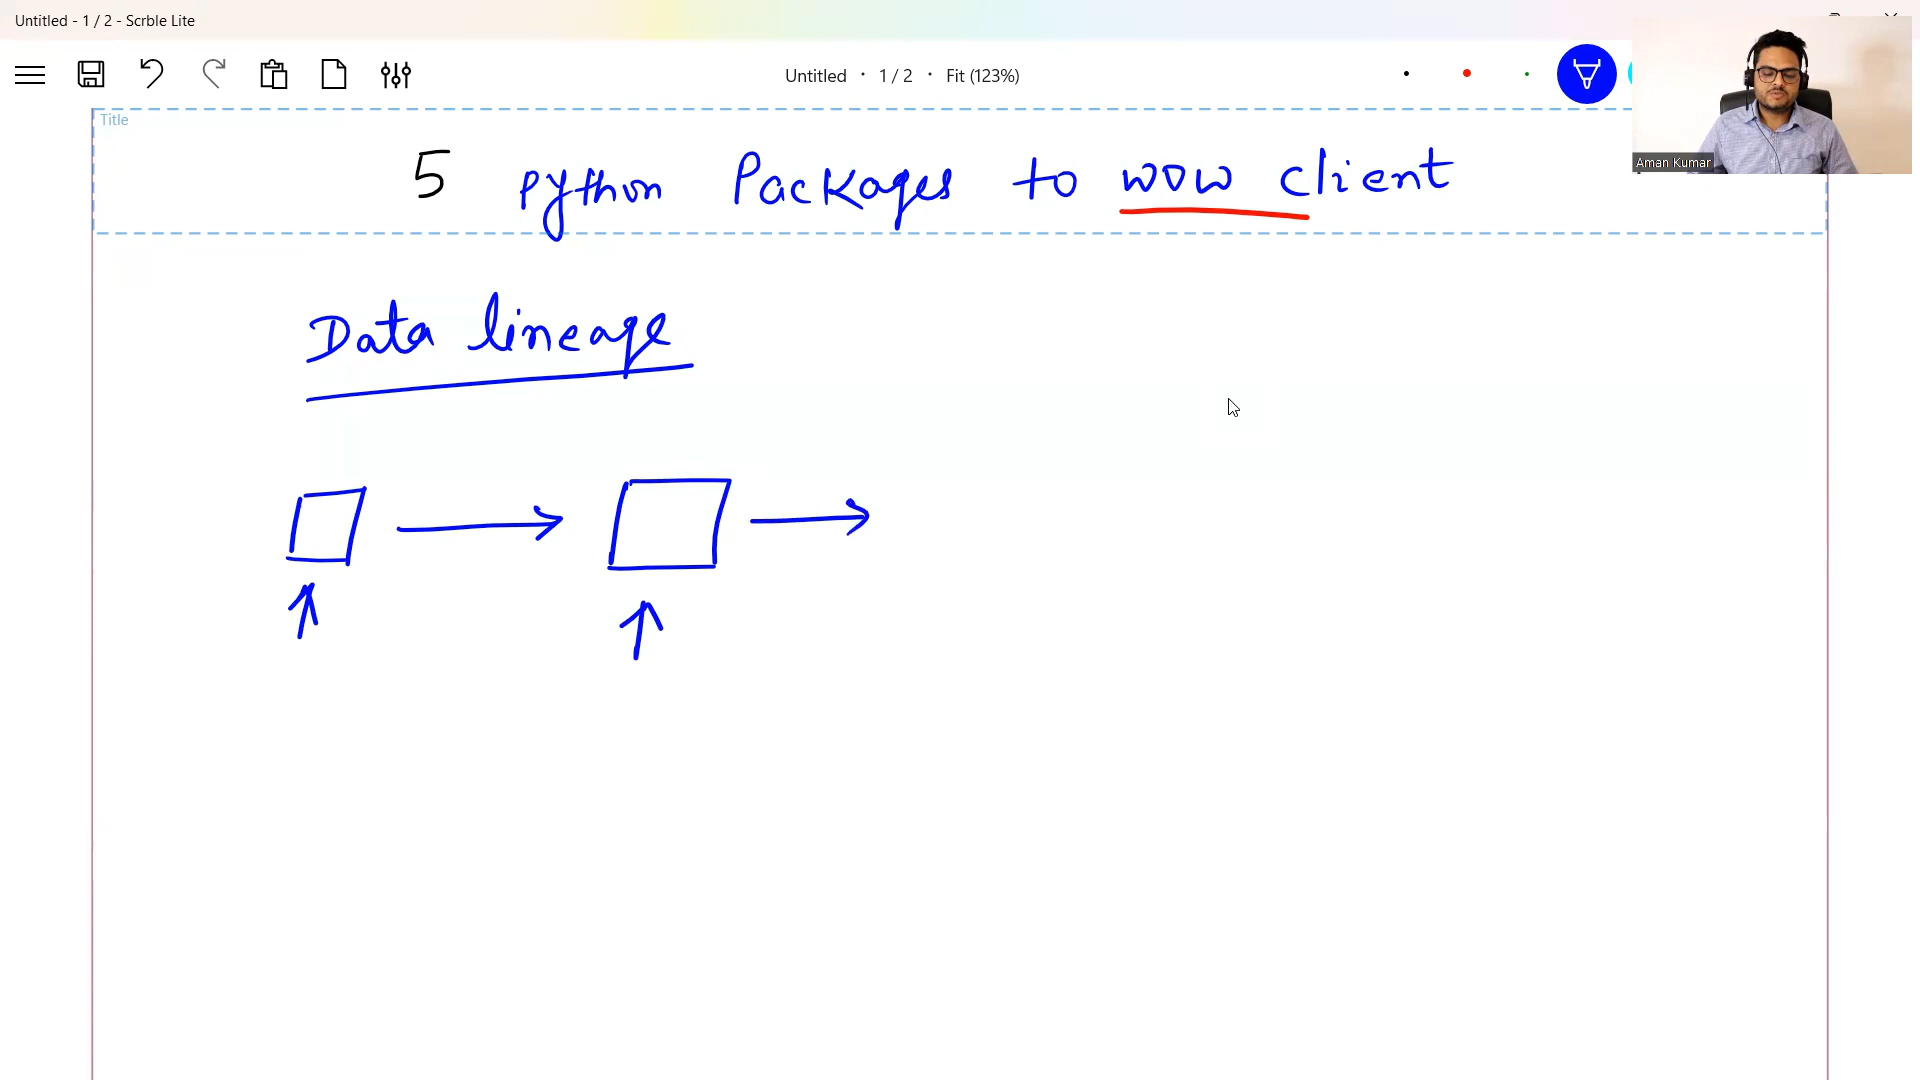 Untitled - 1 / 2 - Scrble Lite
Untitled • 1 / 2 • Fit (123%)
Aman Kumar
Title
5 python Packages to wow client
Data lineage